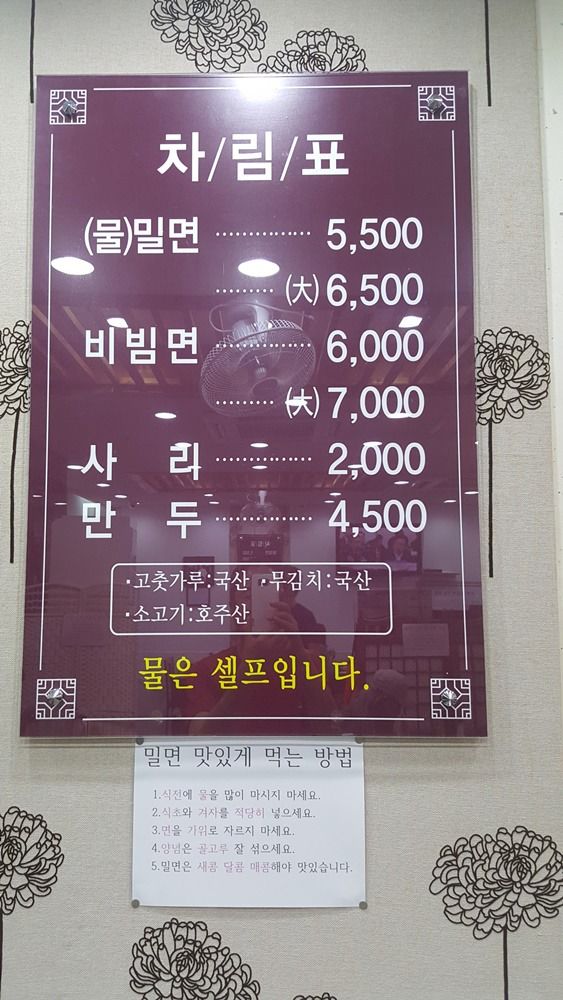 차/림/표
(물)밀면 ················ 5,500
·········· (大) 6,500
비빔면 ················ 6,000
·········· (大) 7,000
사 리 ················ 2,000
만 두 ················ 4,500
·고춧가루:국산 ·무김치:국산
·소고기:호주산
물은 셀프입니다.
밀면 맛있게 먹는 방법
1.식전에 물을 많이 마시지 마세요.
2.식초와 겨자를 적당히 넣으세요.
3.면을 기위로 자르지 마세요.
4.양념은 골고루 잘 섞으세요.
5.밀면은 새콤 달콤 매콤해야 맛있습니다.